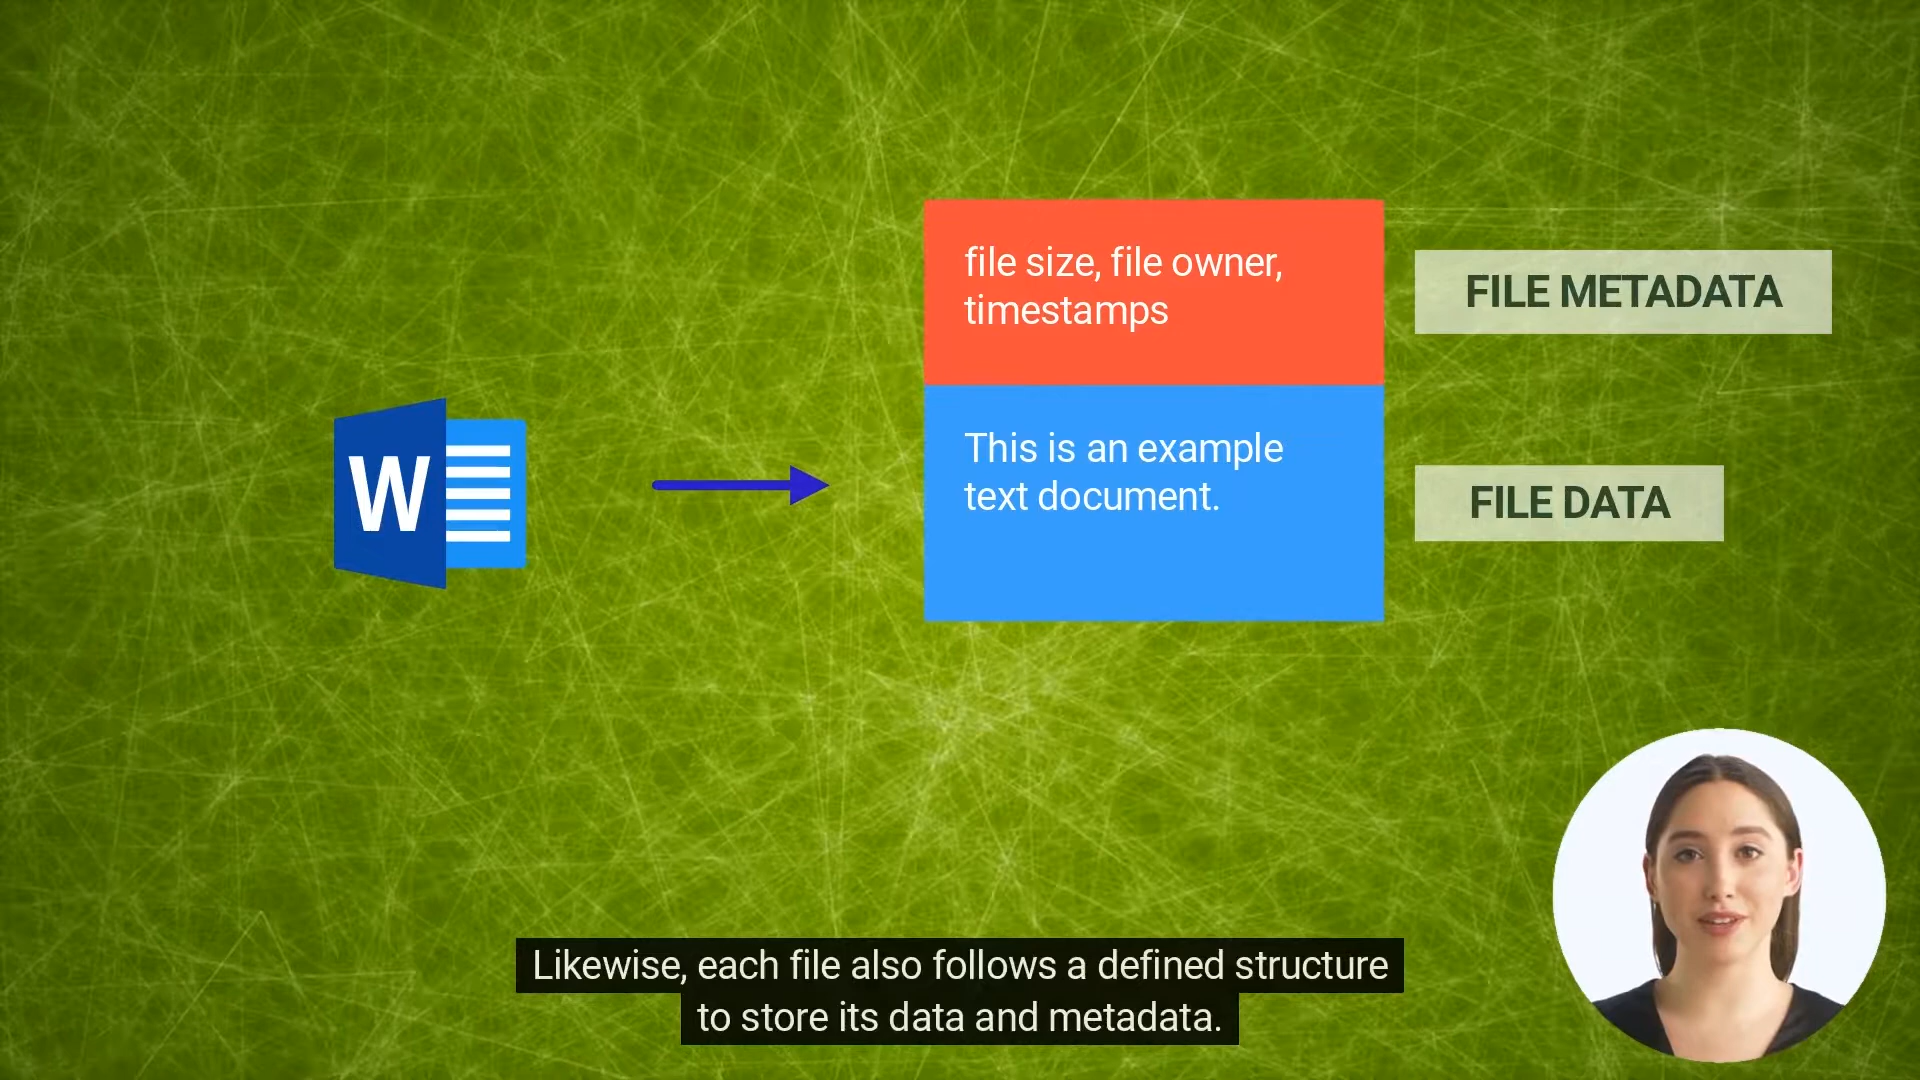 file size, file owner,
timestamps
FILE METADATA
W
This is an example
text document.
FILE DATA
Likewise, each file also follows a defined structure
to store its data and metadata.